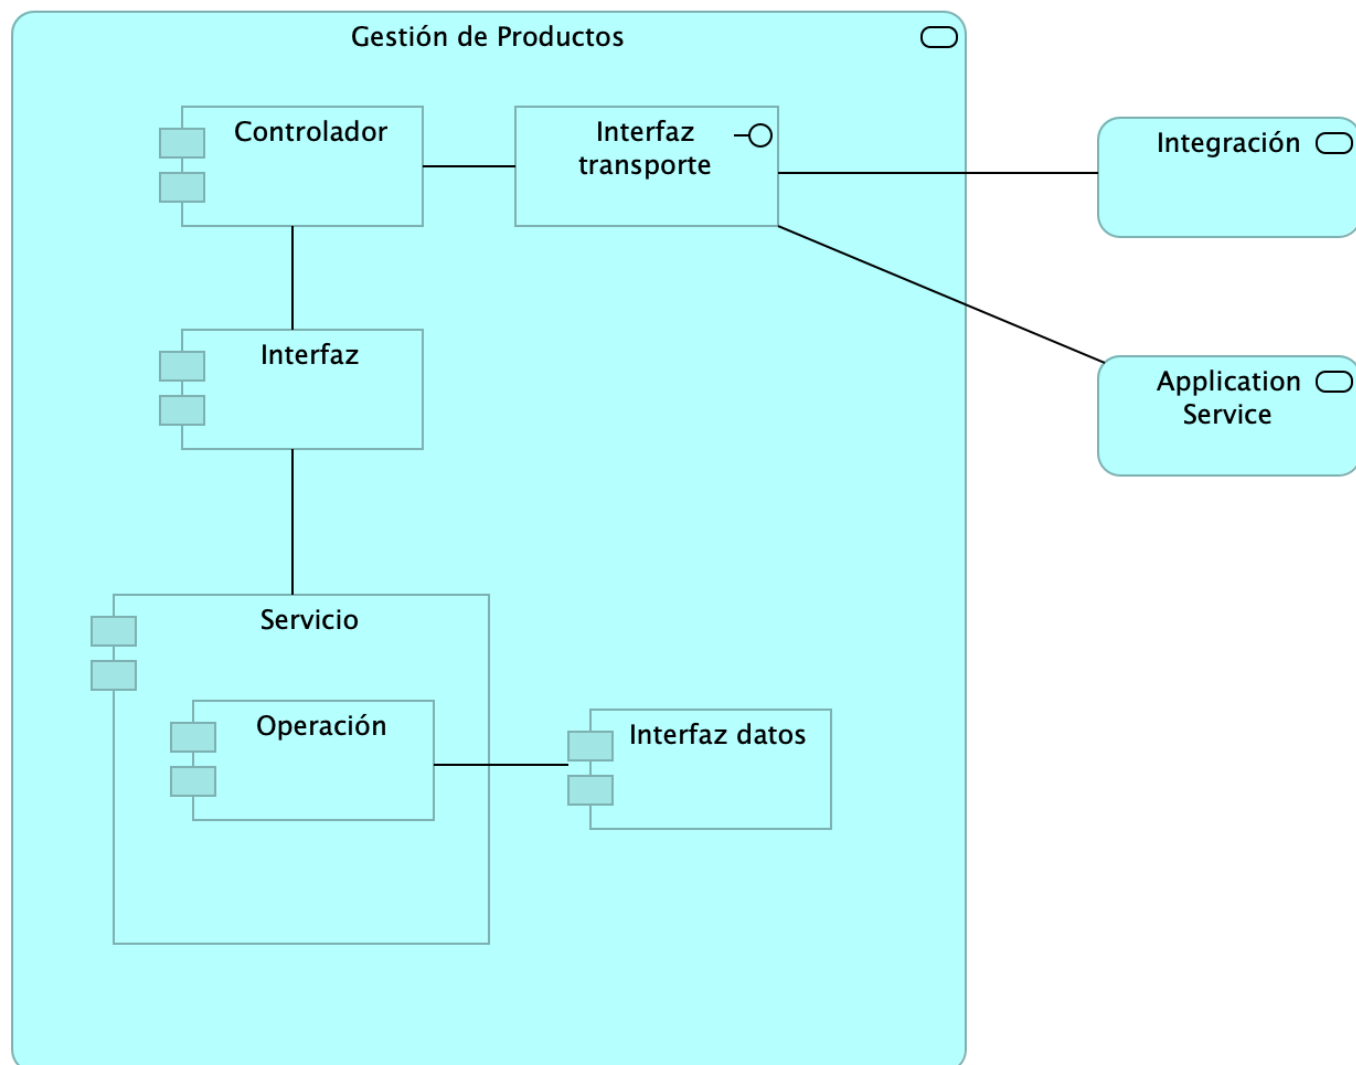 Gestión de Productos
Controlador
Interfaz
transporte
Integración
Interfaz
Application
Service
Servicio
Operación
Interfaz datos